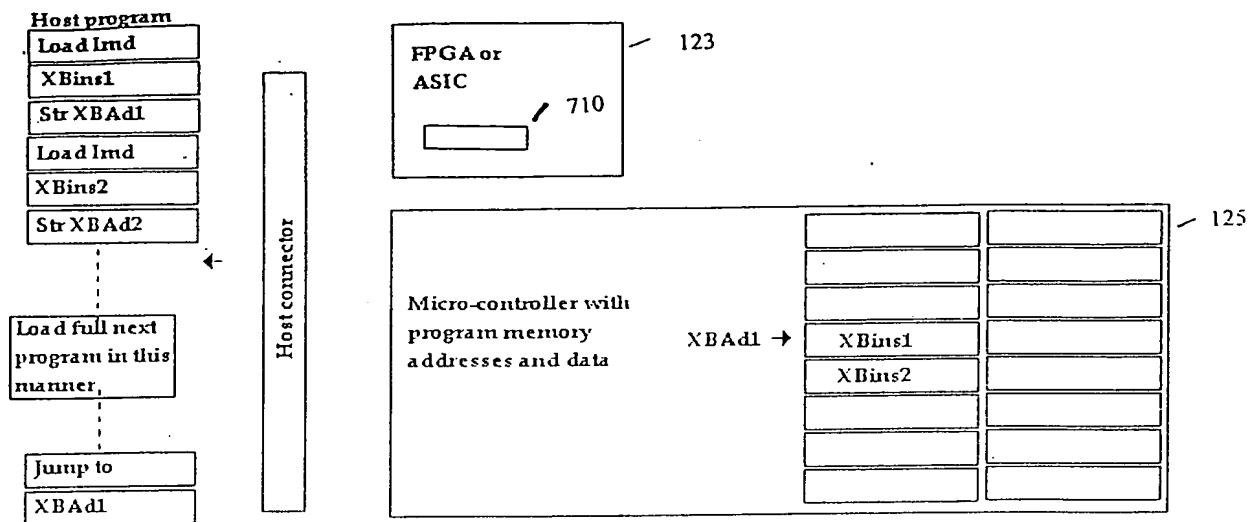 Host program
Load Imd
XBins1
Str XBAd1
Load Imd
XBins2
Str XBAd2
Load full next
program in this
manner
Jump to
XBAd1
Host connector
FPGA or
ASIC
710
123
Micro-controller with
program memory
addresses and data
XBAd1
XBins1
XBins2
125